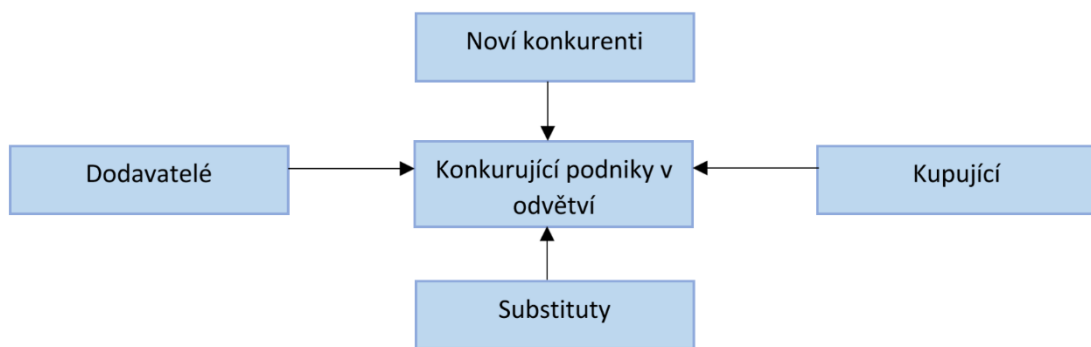 Noví konkurenti
Dodavatelé
Konkurující podniky v
odvětví
Kupující
Substituty